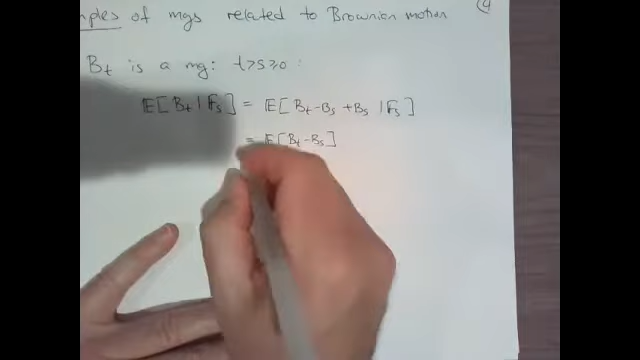 mples of mgs related to Brownian motion 9
B_t is a mg: t>s≥0:
E[B_t | F_s] = E[B_t - B_s + B_s | F_s]
= E[B_t - B_s]